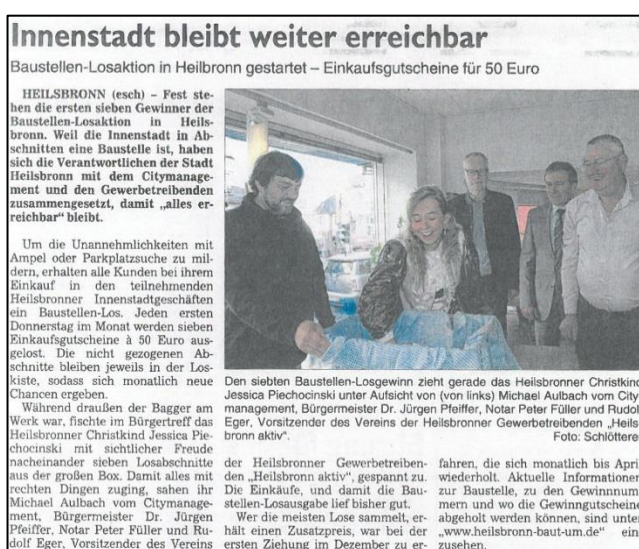 Innenstadt bleibt weiter erreichbar
Baustellen-Losaktion in Heilbronn gestartet – Einkaufsgutscheine für 50 Euro
HEILSBRONN (esch) – Fest ste-
hen die ersten sieben Gewinner der
Baustellen-Losaktion in Heils-
bronn. Weil die Innenstadt in Ab-
schnitten eine Baustelle ist, haben
sich die Verantwortlichen der Stadt
Heilsbronn mit dem Citymanage-
ment und den Gewerbetreibenden
zusammengesetzt, damit „alles er-
reichbar“ bleibt.
Um die Unannehmlichkeiten mit
Ampel oder Parkplatzsuche zu mil-
dern, erhalten alle Kunden bei ihrem
Einkauf in den teilnehmenden
Heilsbronner Innenstadtgeschäften
ein Baustellen-Los. Jeden ersten
Donnerstag im Monat werden sieben
Einkaufsgutscheine à 50 Euro aus-
gelost. Die nicht gezogenen Ab-
schnitte bleiben jeweils in der Los-
kiste, sodass sich monatlich neue
Chancen ergeben.
Während draußen der Bagger am
Werk war, fischte im Bürgertreff das
Heilsbronner Christkind Jessica Pie-
chocinski mit sichtlicher Freude
nacheinander sieben Losabschnitte
aus der großen Box. Damit alles mit
rechten Dingen zuging, sahen ihr
Michael Aulbach vom Citymanage-
ment, Bürgermeister Dr. Jürgen
Pfeiffer, Notar Peter Füller und Ru-
dolf Eger, Vorsitzender des Vereins
Den siebten Baustellen-Losgewinn zieht gerade das Heilsbronner Christkind
Jessica Piechocinski unter Aufsicht von (von links) Michael Aulbach vom City-
management, Bürgermeister Dr. Jürgen Pfeiffer, Notar Peter Füller und Rudol
Eger, Vorsitzender des Vereins der Heilsbronner Gewerbetreibenden „Heils-
bronn aktiv“.
Foto: Schlöttere
der Heilsbronner Gewerbetreiben-
den „Heilsbronn aktiv“, gespannt zu.
Die Einkäufe, und damit die Bau-
stellen-Losausgabe lief bisher gut.
Wer die meisten Lose sammelt, er-
hält einen Zusatzpreis, war bei der
ersten Ziehung im Dezember zu er-
fahren, die sich monatlich bis Apri
wiederholt. Aktuelle Informationer
zur Baustelle, zu den Gewinnnum
mern und wo die Gewinngutscheine
abgeholt werden können, sind unte
„www.heilsbronn-baut-um.de“ ein
zusehen.